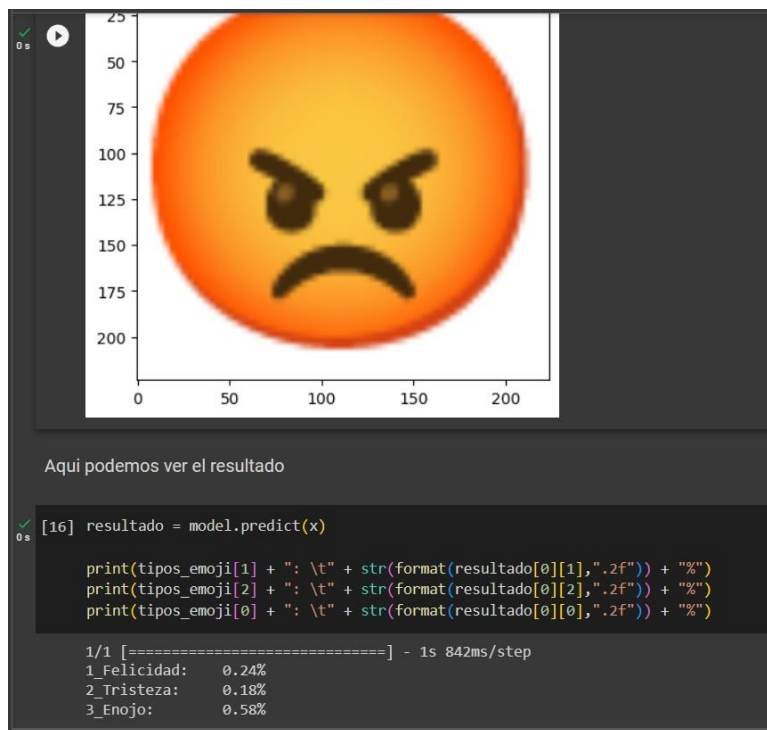 25
50
75
100
125
150
175
200
0 50 100 150 200
0 s
Aqui podemos ver el resultado
0 s
[16] resultado = model.predict(x)
print(tipos_emoji[1] + ": \t" + str(format(resultado[0][1],".2f")) + "%")
print(tipos_emoji[2] + ": \t" + str(format(resultado[0][2],".2f")) + "%")
print(tipos_emoji[0] + ": \t" + str(format(resultado[0][0],".2f")) + "%")
1/1 [==============================] - 1s 842ms/step
1_Felicidad: 0.24%
2_Tristeza: 0.18%
3_Enojo: 0.58%